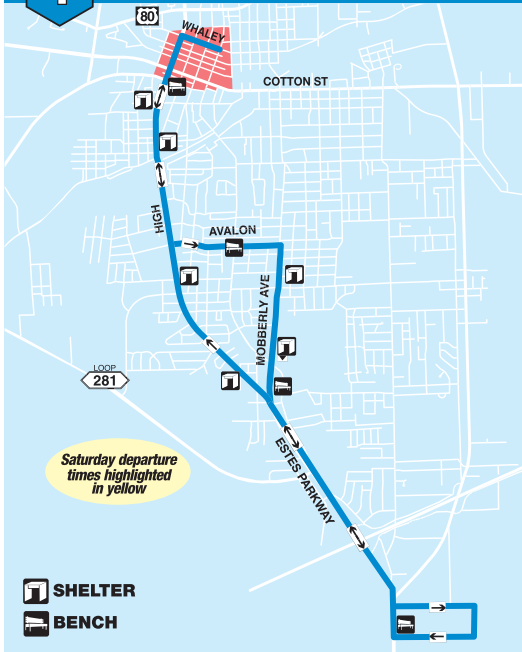 80
WHALEY
COTTON ST
HIGH
AVALON
MOBBERLY AVE
LOOP
281
ESTES PARKWAY
Saturday departure
times highlighted
in yellow
SHELTER
BENCH